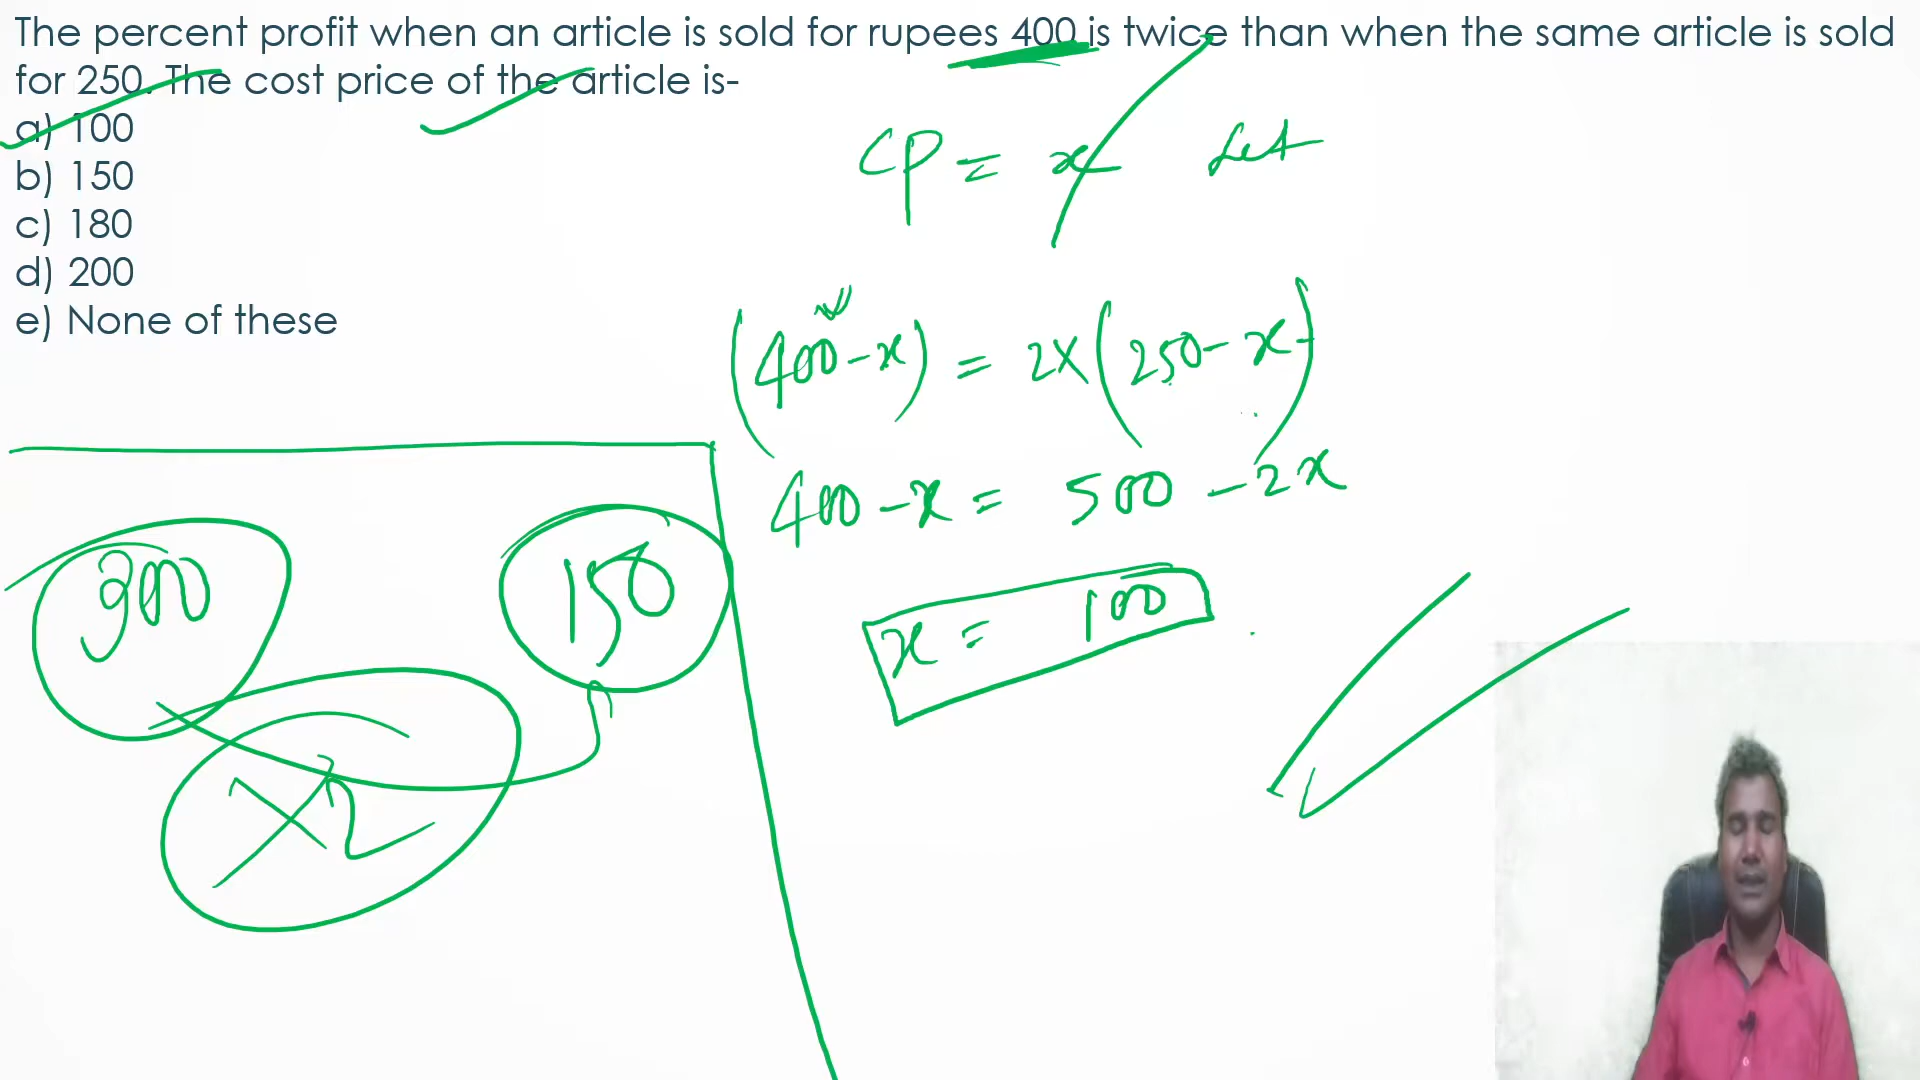 The percent profit when an article is sold for rupees 400 is twice than when the same article is sold
for 250. The cost price of the article is-
a) 100
b) 150
c) 180
d) 200
e) None of these
CP = x Let
(400-x) = 2X(250-x)
400-x = 500-2x
x = 100
300
150
X2